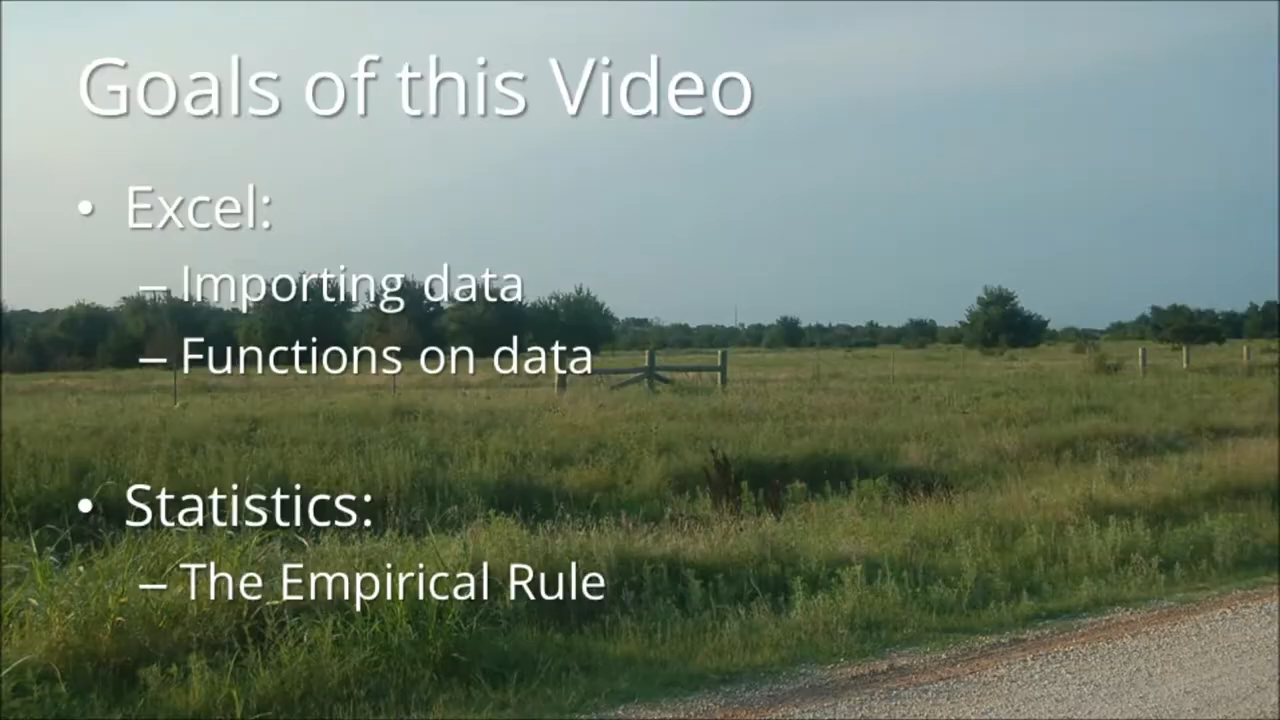 Goals of this Video
• Excel:
– Importing data
– Functions on data
• Statistics:
– The Empirical Rule